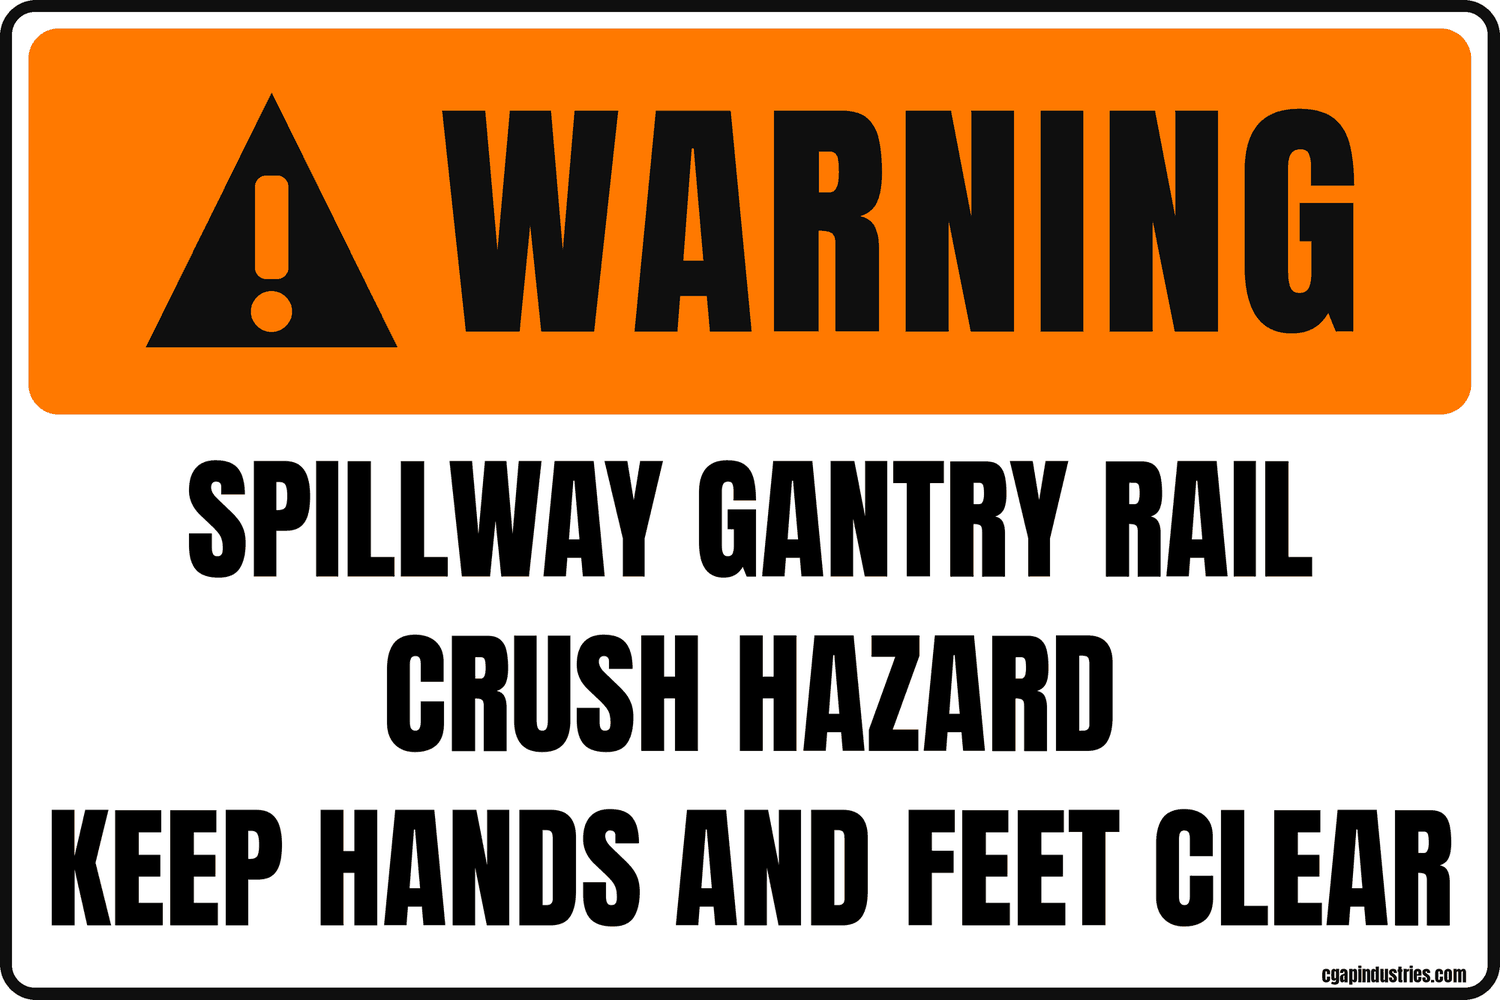 WARNING
SPILLWAY GANTRY RAIL
CRUSH HAZARD
KEEP HANDS AND FEET CLEAR
cgapindustries.com